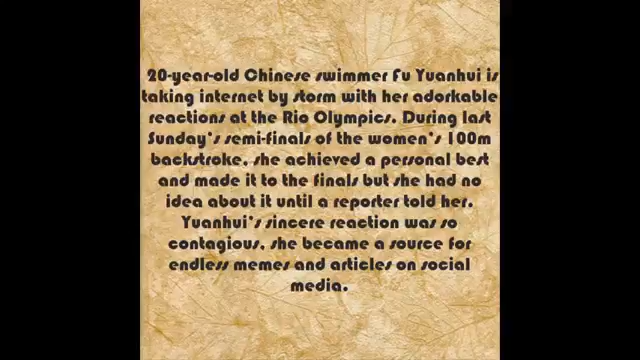 20-year-old Chinese swimmer Fu Yuanhui is
taking internet by storm with her adorkable
reactions at the Rio Olympics. During last
Sunday's semi-finals of the women's 100m
backstroke, she achieved a personal best
and made it to the finals but she had no
idea about it until a reporter told her.
Yuanhui's sincere reaction was so
contagious, she became a source for
endless memes and articles on social
media.